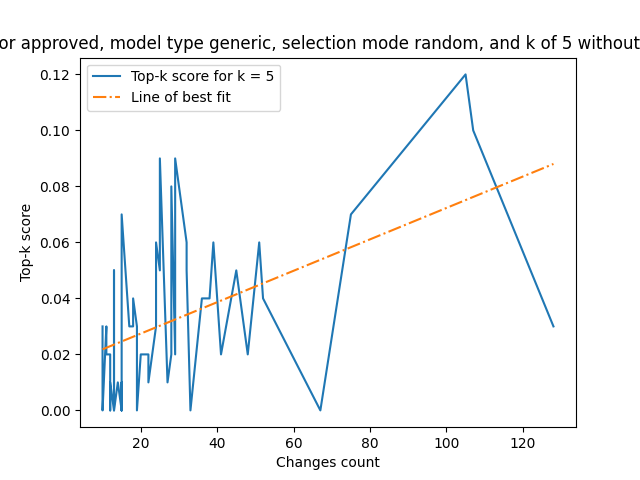 or approved, model type generic, selection mode random, and k of 5 without
Top-k score for k = 5
Line of best fit
Top-k score
0.12
0.10
0.08
0.06
0.04
0.02
0.00
20 40 60 80 100 120
Changes count